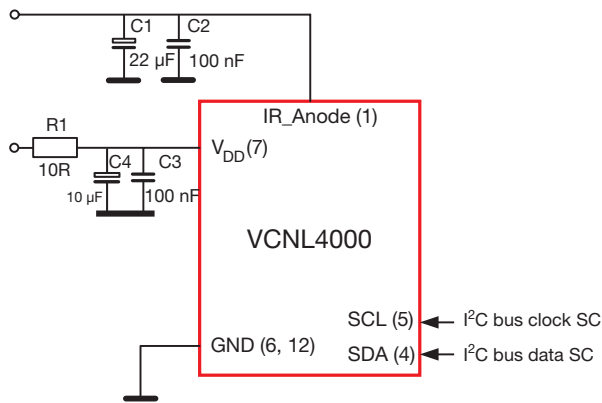 C1
C2
22 µF
100 nF
IR_Anode (1)
R1
10R
C4
C3
10 µF
100 nF
V_DD (7)
VCNL4000
SCL (5)
I²C bus clock SC
GND (6, 12)
SDA (4)
I²C bus data SC